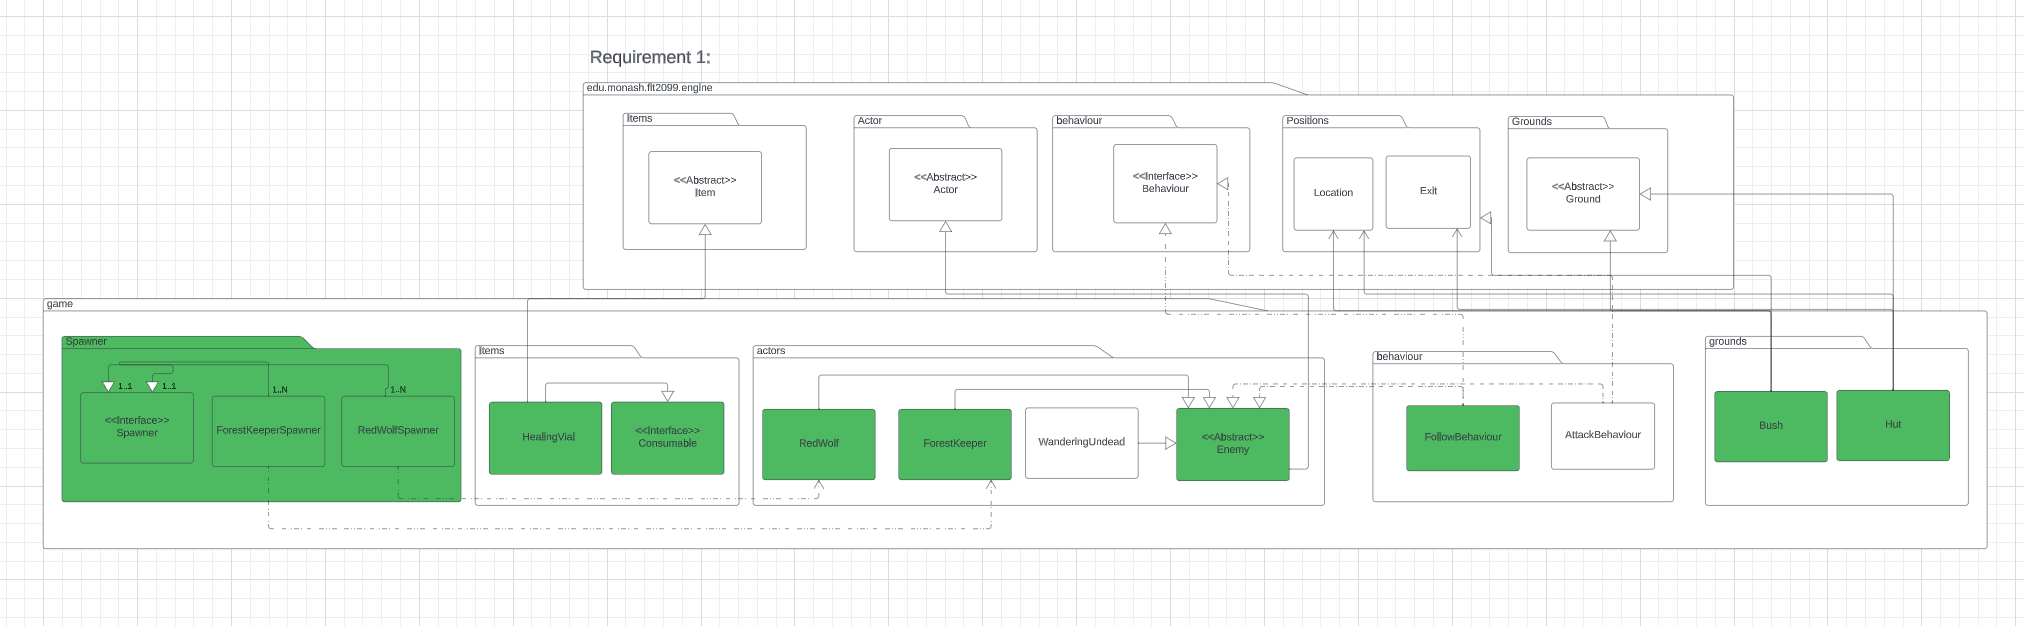 Requirement 1:
edu.monash.fit2099.engine
Items
<<Abstract>>
Item
Actor
<<Abstract>>
Actor
behaviour
<<Interface>>
Behaviour
Positions
Location
Exit
Grounds
<<Abstract>>
Ground
game
Spawner
1..1
1..1
1..N
1..N
<<Interface>>
Spawner
ForestKeeperSpawner
RedWolfSpawner
Items
HealingVial
<<Interface>>
Consumable
actors
RedWolf
ForestKeeper
WanderingUndead
<<Abstract>>
Enemy
behaviour
FollowBehaviour
AttackBehaviour
grounds
Bush
Hut